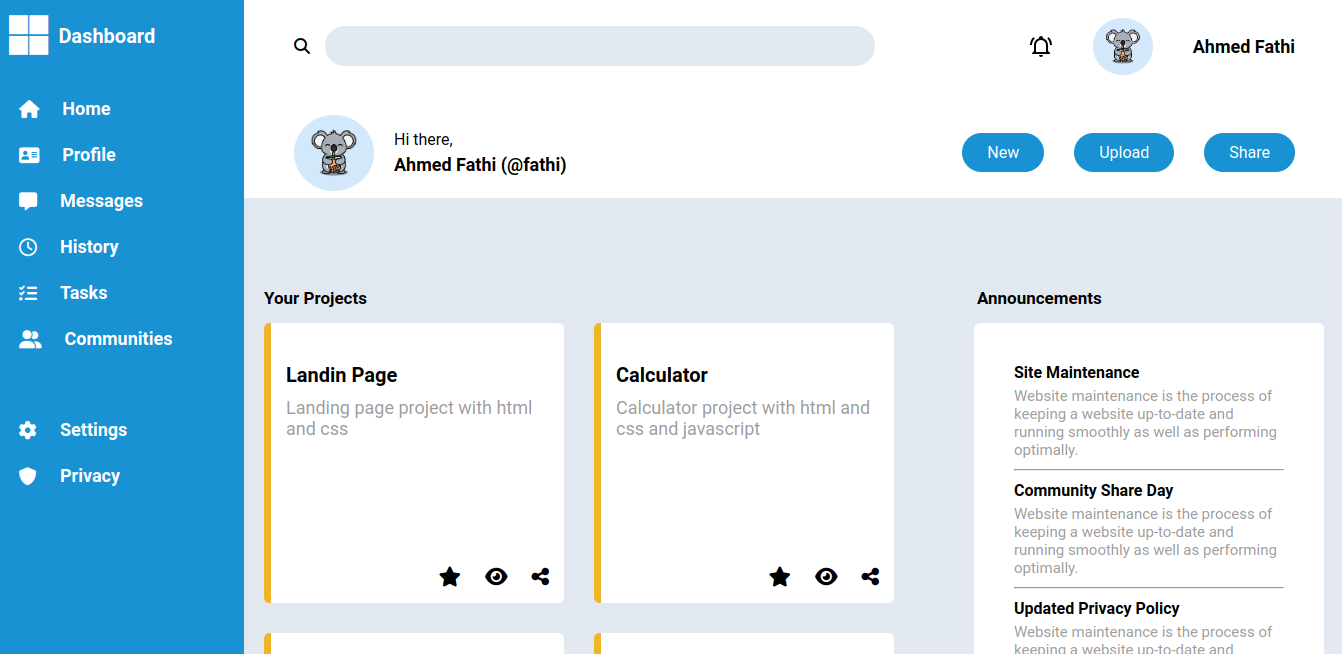 Dashboard
Home
Profile
Messages
History
Tasks
Communities
Settings
Privacy
Ahmed Fathi
Hi there,
Ahmed Fathi (@fathi)
New
Upload
Share
Your Projects
Landin Page
Landing page project with html
and css
Calculator
Calculator project with html and
css and javascript
Announcements
Site Maintenance
Website maintenance is the process of
keeping a website up-to-date and
running smoothly as well as performing
optimally.
Community Share Day
Website maintenance is the process of
keeping a website up-to-date and
running smoothly as well as performing
optimally.
Updated Privacy Policy
Website maintenance is the process of
keeping a website up-to-date and